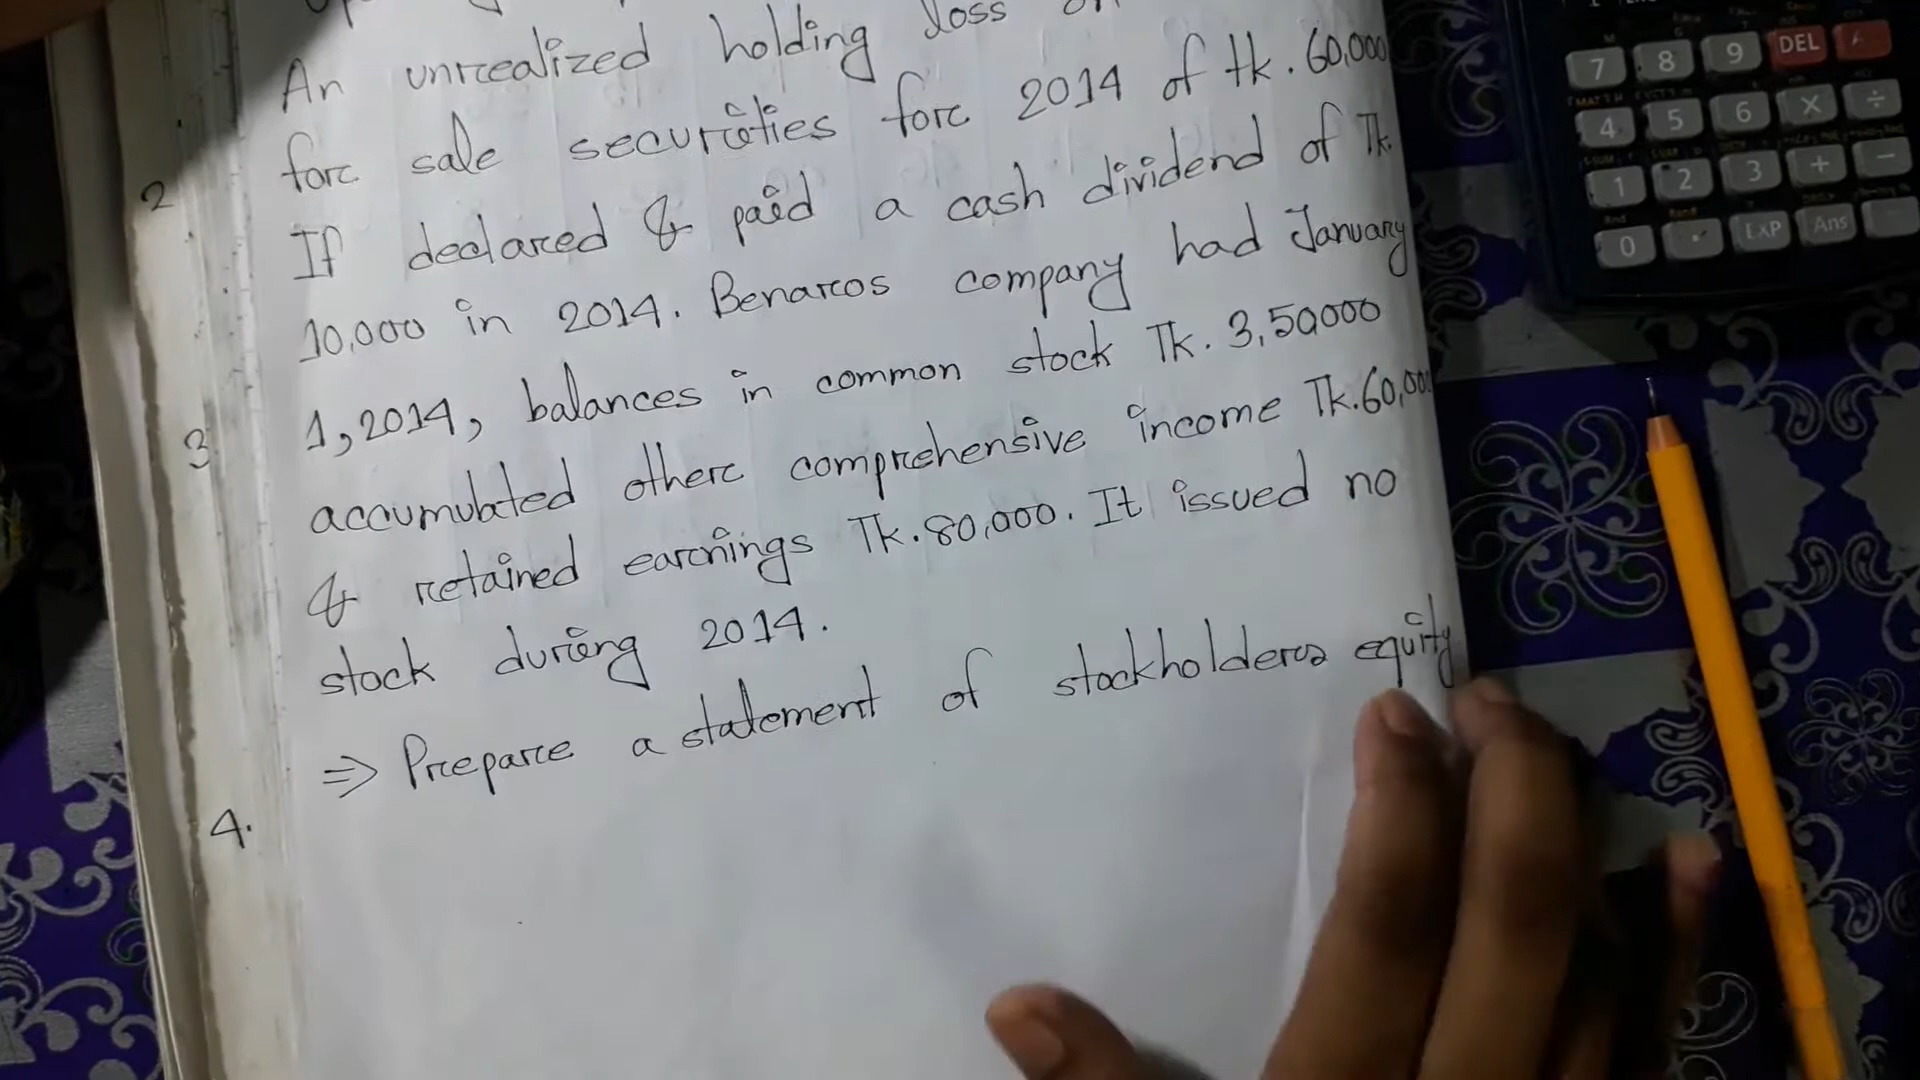 An unrealized holding loss
for sale securities for 2014 of tk. 60,000
2
If declared & paid a cash dividend of Tk.
10,000 in 2014. Benarcos company had January
1, 2014, balances in common stock Tk. 3,50000
3
accumulated other comprehensive income Tk.60,00
& retained earnings Tk.80,000. It issued no
stock during 2014.
⇒ Prepare a statement of stockholders equity
4.
7 8 9 DEL
4 5 6 × ÷
1 2 3 + −
0 . EXP Ans